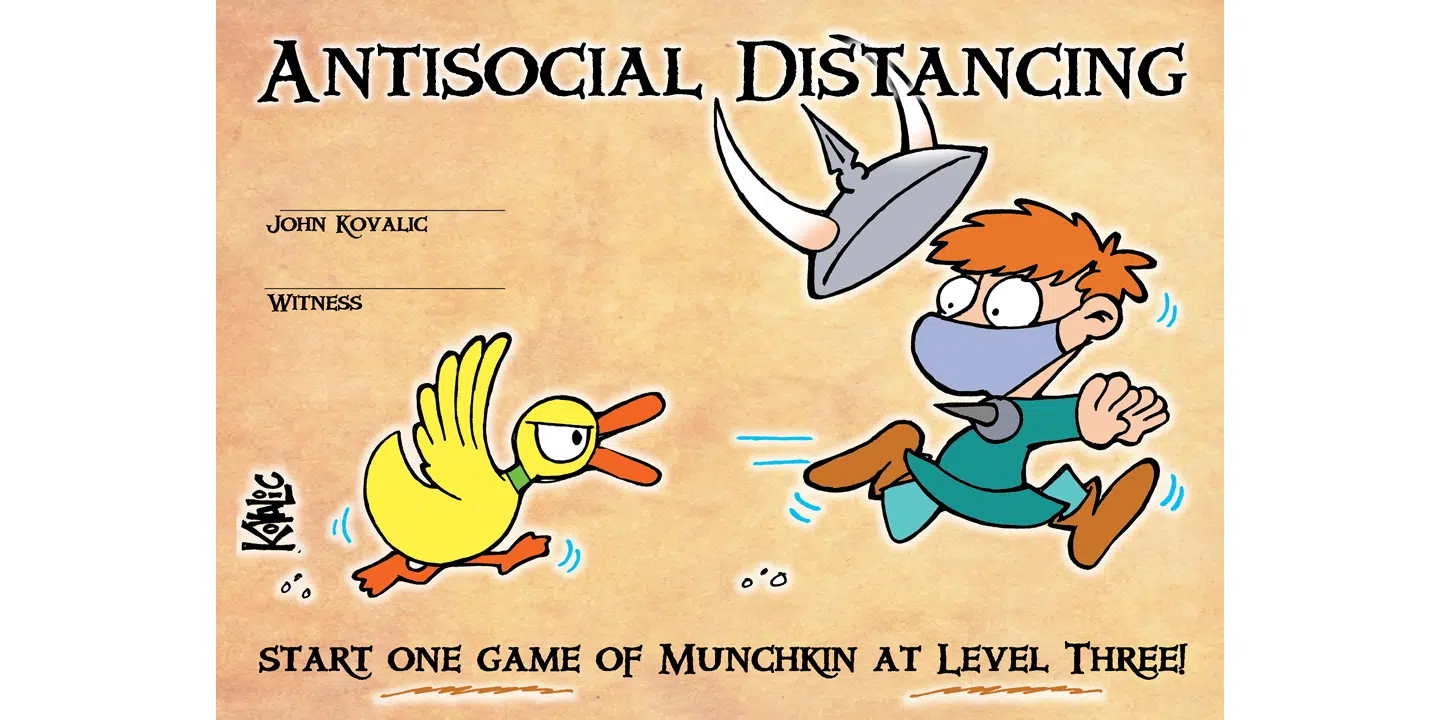 Antisocial Distancing
John Kovalic
Witness
Kovalic
start one game of Munchkin at Level Three!